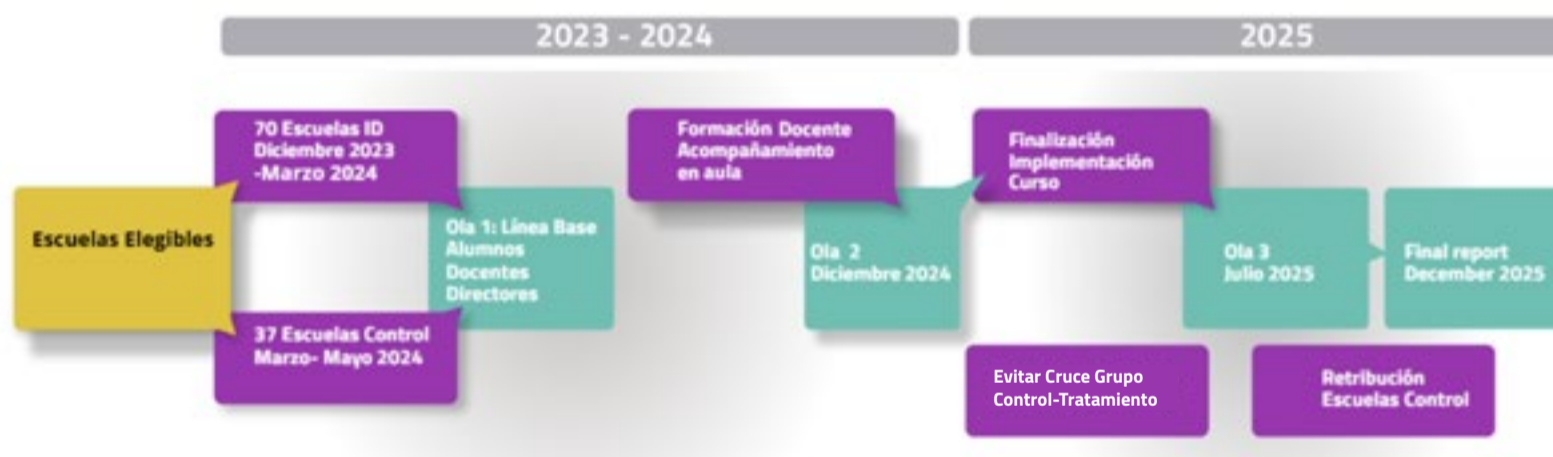 2023 - 2024
2025
70 Escuelas ID
Diciembre 2023
-Marzo 2024
Formación Docente
Acompañamiento
en aula
Finalización
Implementación
Curso
Escuelas Elegibles
Ola 1: Línea Base
Alumnos
Docentes
Directores
Ola 2
Diciembre 2024
Ola 3
Julio 2025
Final report
December 2025
37 Escuelas Control
Marzo- Mayo 2024
Evitar Cruce Grupo
Control-Tratamiento
Retribución
Escuelas Control